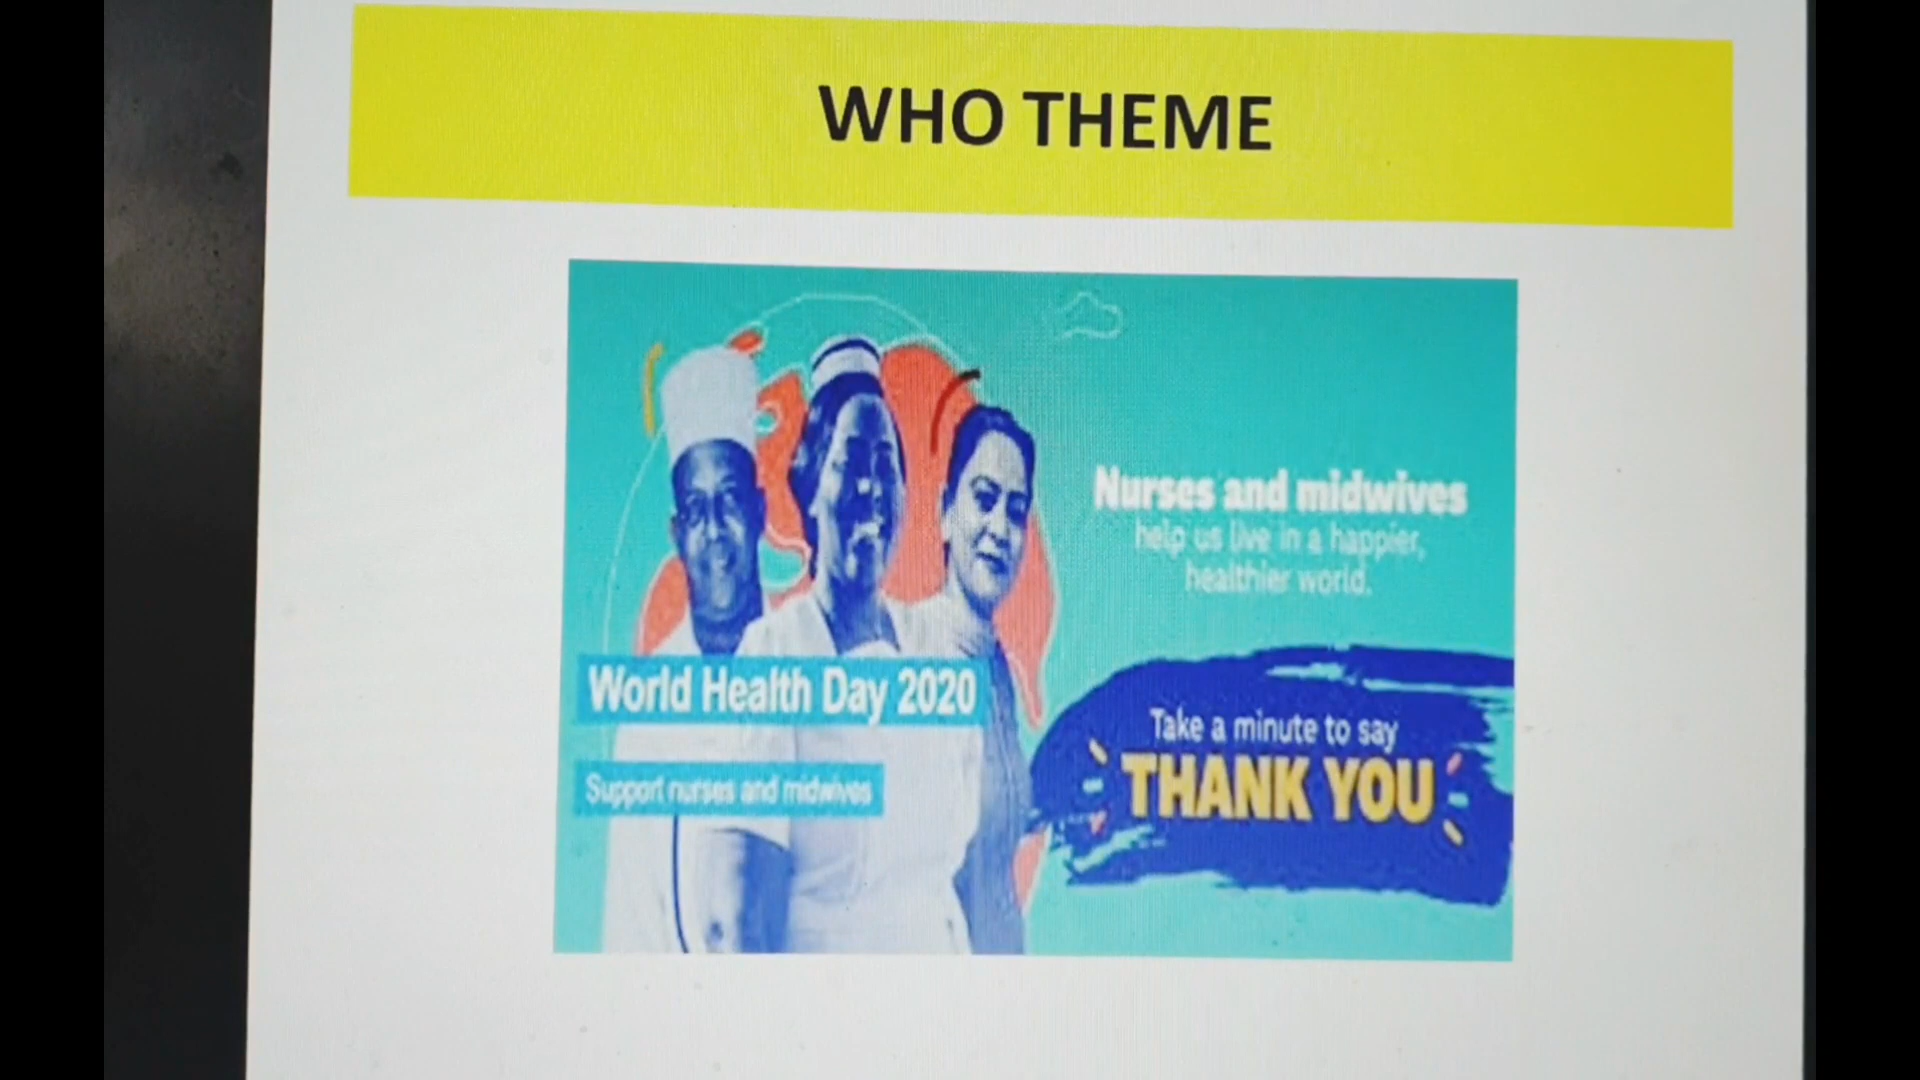 WHO THEME
Nurses and midwives
help us live in a happier,
healthier world.
World Health Day 2020
Support nurses and midwives
Take a minute to say
THANK YOU